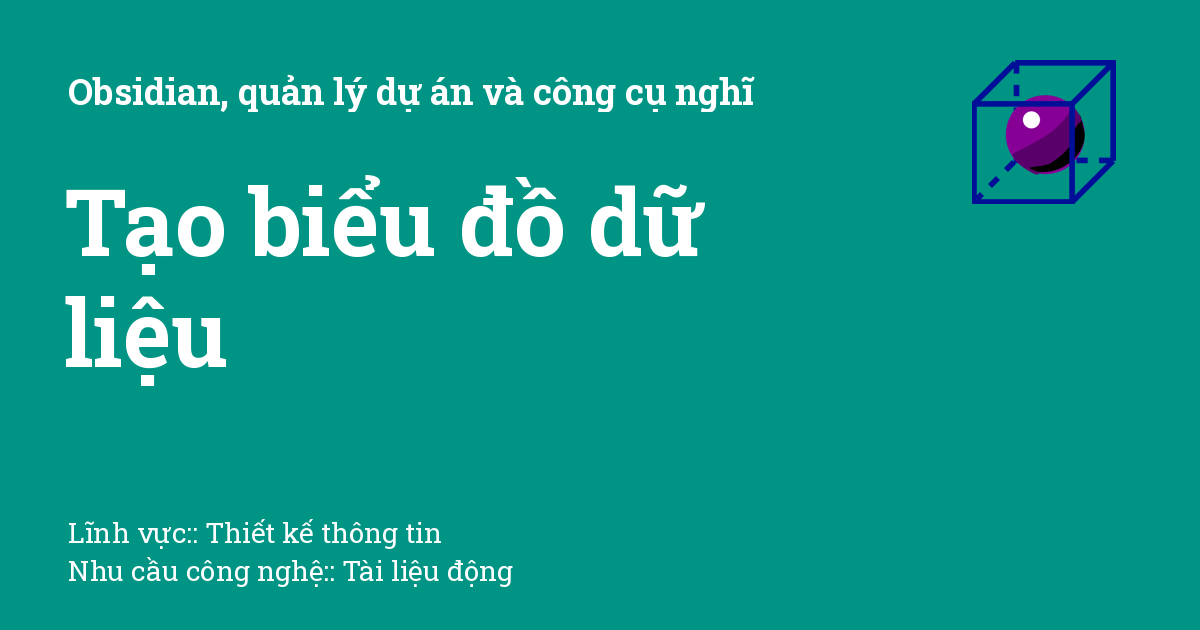 Obsidian, quản lý dự án và công cụ nghĩ
Tạo biểu đồ dữ
liệu
Lĩnh vực:: Thiết kế thông tin
Nhu cầu công nghệ:: Tài liệu động